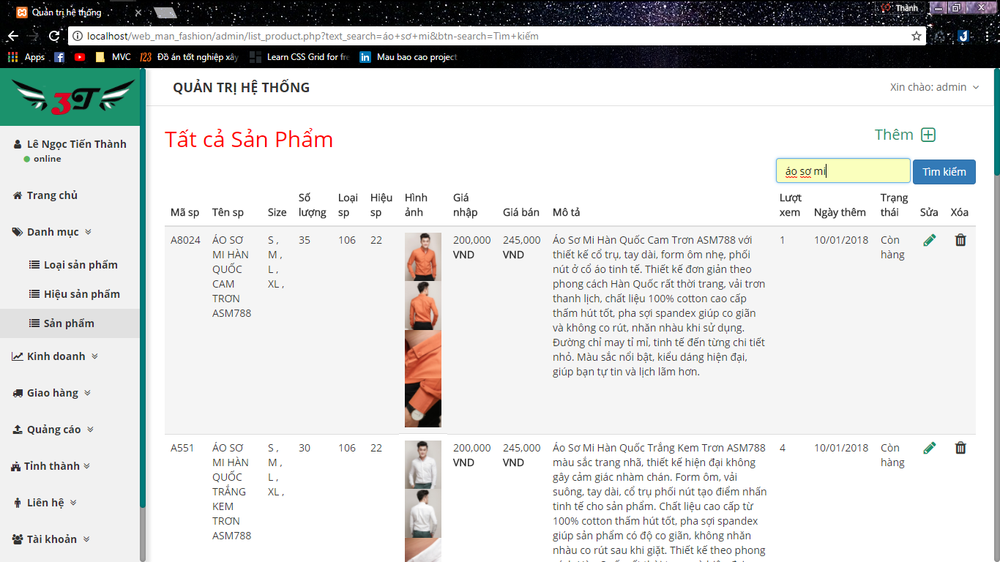 Quản trị hệ thống
Thành
localhost/web_man_fashion/admin/list_product.php?text_search=áo+sơ+mi&btn-search=Tìm+kiếm
Apps MVC 123 Đồ án tốt nghiệp xây Learn CSS Grid for fre in Mau bao cao project
3T
QUẢN TRỊ HỆ THỐNG
Xin chào: admin
Lê Ngọc Tiến Thành
online
Trang chủ
Danh mục
Loại sản phẩm
Hiệu sản phẩm
Sản phẩm
Kinh doanh
Giao hàng
Quảng cáo
Tỉnh thành
Liên hệ
Tài khoản
Tất cả Sản Phẩm
Thêm
áo sơ mi
Tìm kiếm
Mã sp Tên sp Size Số lượng Loại sp Hiệu sp Hình ảnh Giá nhập Giá bán Mô tả Lượt xem Ngày thêm Trạng thái Sửa Xóa
A8024
ÁO SƠ
MI HÀN
QUỐC
CAM
TRƠN
ASM788
S ,
M ,
L ,
XL ,
35
106
22
200,000
VND
245,000
VND
Áo Sơ Mi Hàn Quốc Cam Trơn ASM788 với
thiết kế cổ trụ, tay dài, form ôm nhẹ, phối
nút ở cổ áo tinh tế. Thiết kế đơn giản theo
phong cách Hàn Quốc rất thời trang, vải trơn
thanh lịch, chất liệu 100% cotton cao cấp
thấm hút tốt, pha sợi spandex giúp co giãn
và không co rút, nhăn nhàu khi sử dụng.
Đường chỉ may tỉ mỉ, tinh tế đến từng chi tiết
nhỏ. Màu sắc nổi bật, kiểu dáng hiện đại,
giúp bạn tự tin và lịch lãm hơn.
1
10/01/2018
Còn
hàng
A551
ÁO SƠ
MI HÀN
QUỐC
TRẮNG
KEM
TRƠN
ASM788
S ,
M ,
L ,
XL ,
30
106
22
200,000
VND
245,000
VND
Áo Sơ Mi Hàn Quốc Trắng Kem Trơn ASM788
màu sắc trang nhã, thiết kế hiện đại không
gây cảm giác nhàm chán. Form ôm, vải
suông, tay dài, cổ trụ phối nút tạo điểm nhấn
tinh tế cho sản phẩm. Chất liệu cao cấp từ
100% cotton thấm hút tốt, pha sợi spandex
giúp sản phẩm có độ co giãn, không nhăn
nhàu co rút sau khi giặt. Thiết kế theo phong
4
10/01/2018
Còn
hàng